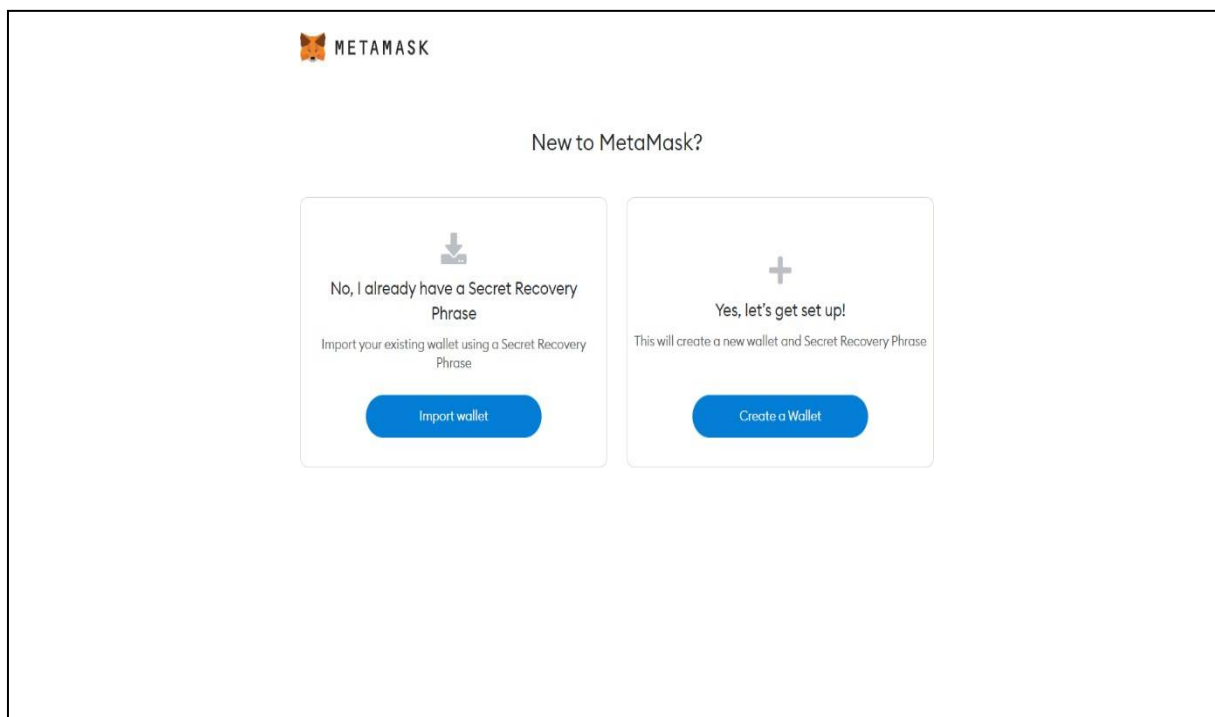 METAMASK
New to MetaMask?
No, I already have a Secret Recovery
Phrase
Import your existing wallet using a Secret Recovery
Phrase
Import wallet
Yes, let's get set up!
This will create a new wallet and Secret Recovery Phrase
Create a Wallet